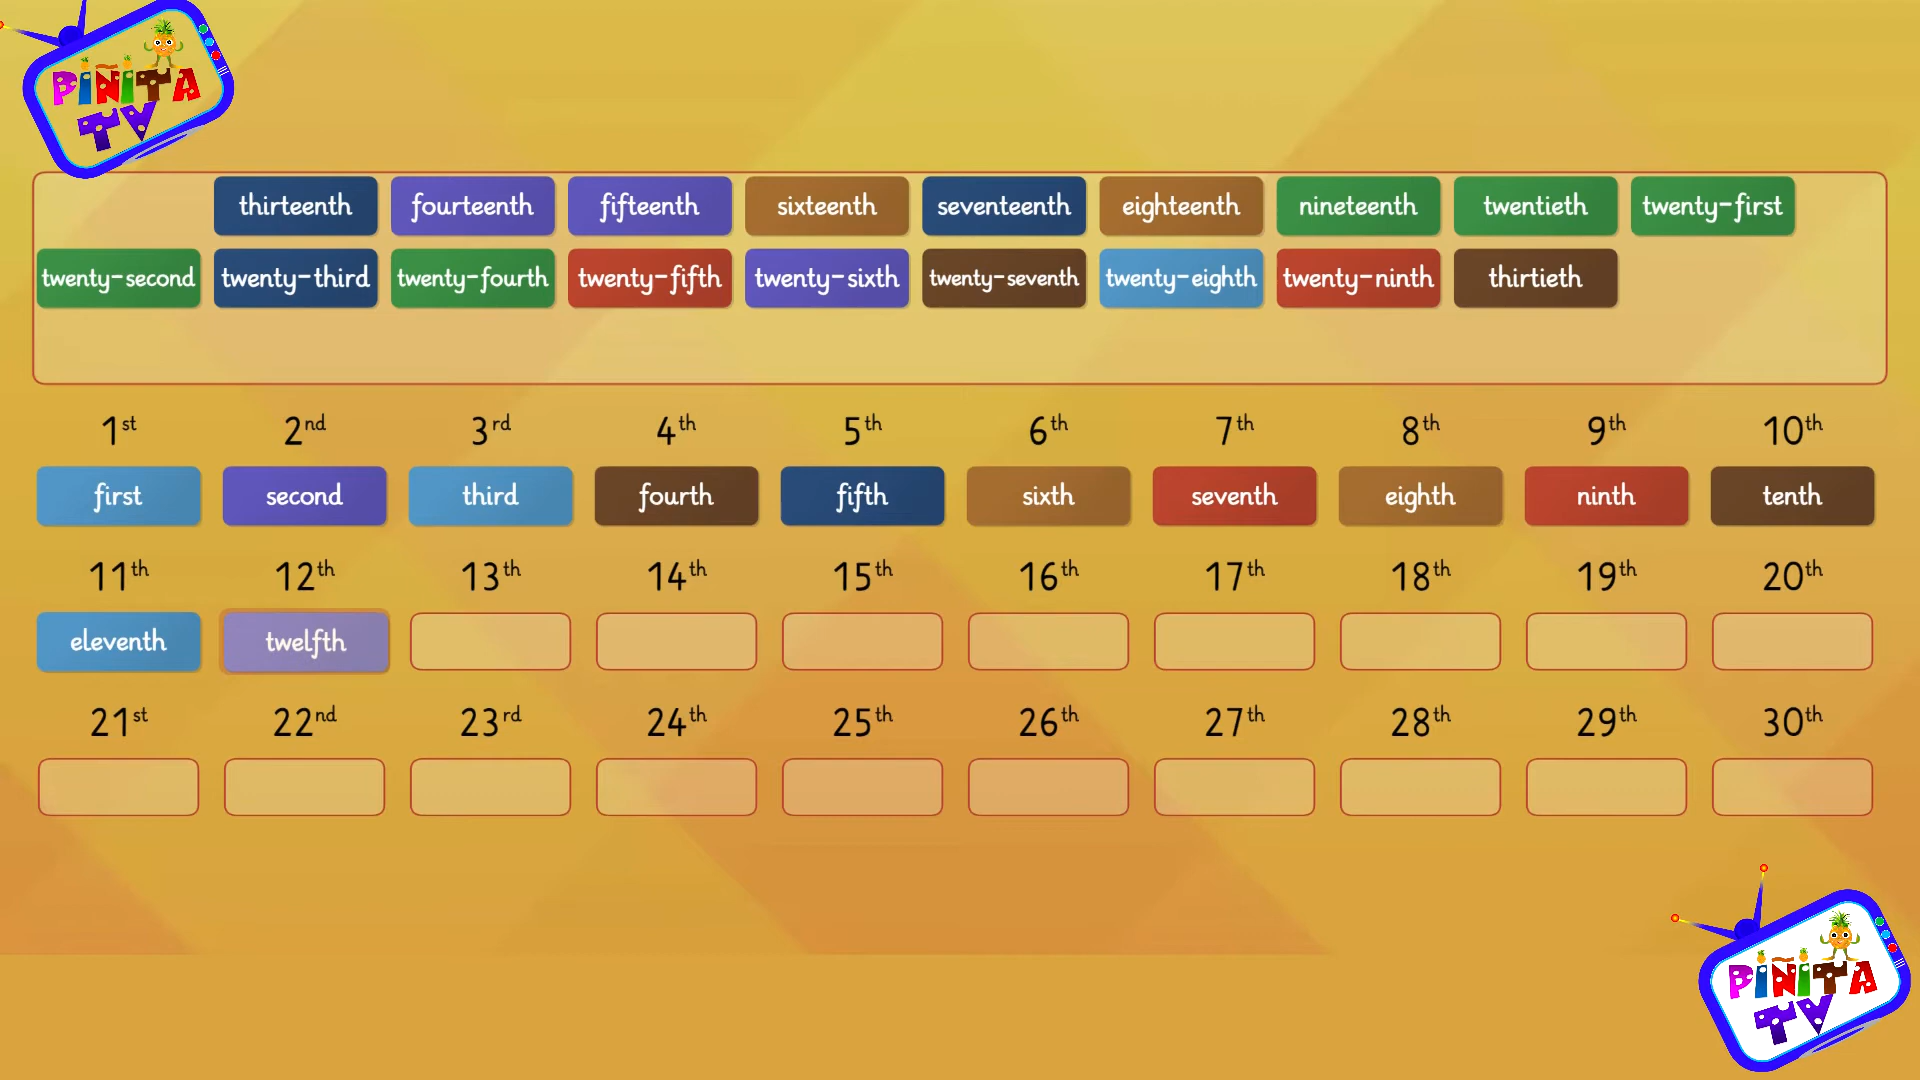 PIÑITA
TV
thirteenth fourteenth fifteenth sixteenth seventeenth eighteenth nineteenth twentieth twenty-first
twenty-second twenty-third twenty-fourth twenty-fifth twenty-sixth twenty-seventh twenty-eighth twenty-ninth thirtieth
1st 2nd 3rd 4th 5th 6th 7th 8th 9th 10th
first second third fourth fifth sixth seventh eighth ninth tenth
11th 12th 13th 14th 15th 16th 17th 18th 19th 20th
eleventh twelfth
21st 22nd 23rd 24th 25th 26th 27th 28th 29th 30th
PIÑITA
TV